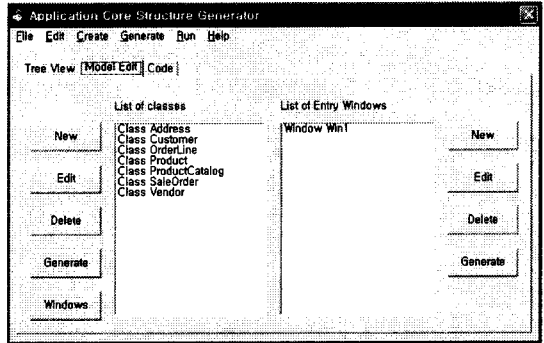 Application Core Structure Generator
File Edit Create Generate Run Help
Tree View Model Edit Code
List of classes
List of Entry Windows
New
Edit
Delete
Generate
Windows
Class Address
Class Customer
Class OrderLine
Class Product
Class ProductCatalog
Class SaleOrder
Class Vendor
Window Win1
New
Edit
Delete
Generate